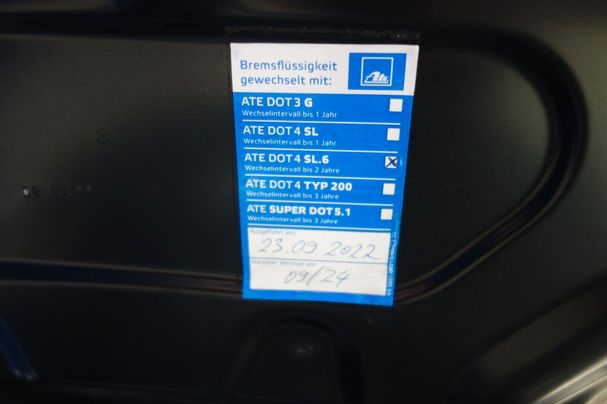 Bremsflüssigkeit
gewechselt mit:
Ate
ATE DOT 3 G
Wechselintervall bis 1 Jahr
ATE DOT 4 SL
Wechselintervall bis 1 Jahr
ATE DOT 4 SL.6
Wechselintervall bis 2 Jahre
ATE DOT 4 TYP 200
Wechselintervall bis 3 Jahre
ATE SUPER DOT 5.1
Wechselintervall bis 3 Jahre
Ausgeführt am:
23.09 2022
Nächster Wechsel am:
09/24